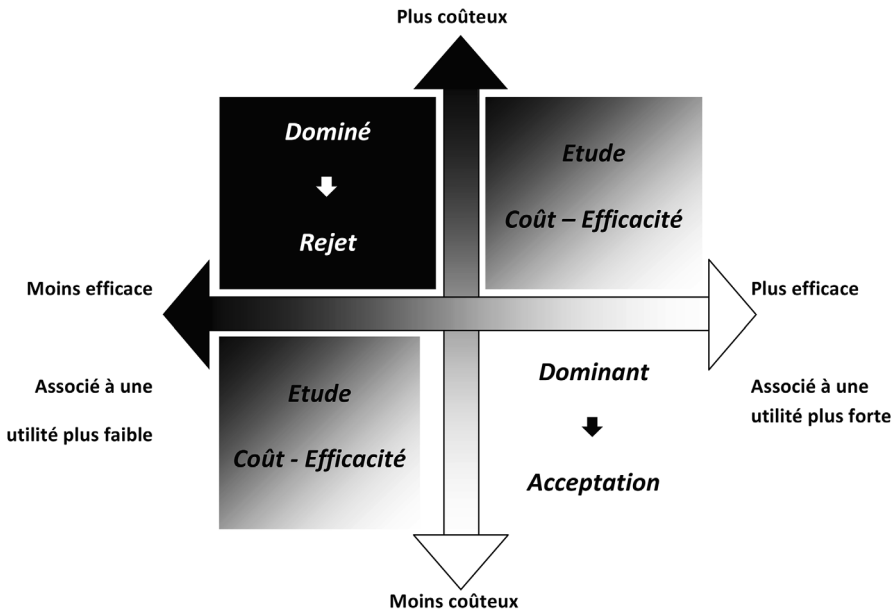 Plus coûteux
Dominé
Rejet
Etude
Coût – Efficacité
Moins efficace
Plus efficace
Associé à une
utilité plus faible
Etude
Coût - Efficacité
Dominant
Acceptation
Associé à une
utilité plus forte
Moins coûteux